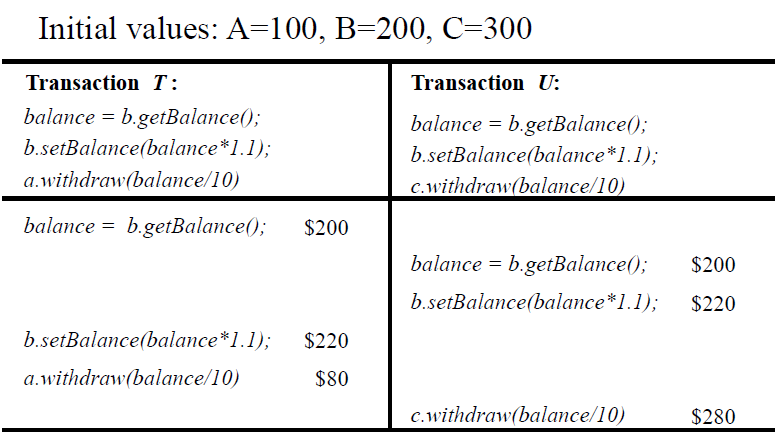 Initial values: A=100, B=200, C=300
Transaction T:
balance = b.getBalance();
b.setBalance(balance*1.1);
a.withdraw(balance/10)
Transaction U:
balance = b.getBalance();
b.setBalance(balance*1.1);
c.withdraw(balance/10)
balance = b.getBalance(); $200
balance = b.getBalance(); $200
b.setBalance(balance*1.1); $220
b.setBalance(balance*1.1); $220
a.withdraw(balance/10) $80
c.withdraw(balance/10) $280